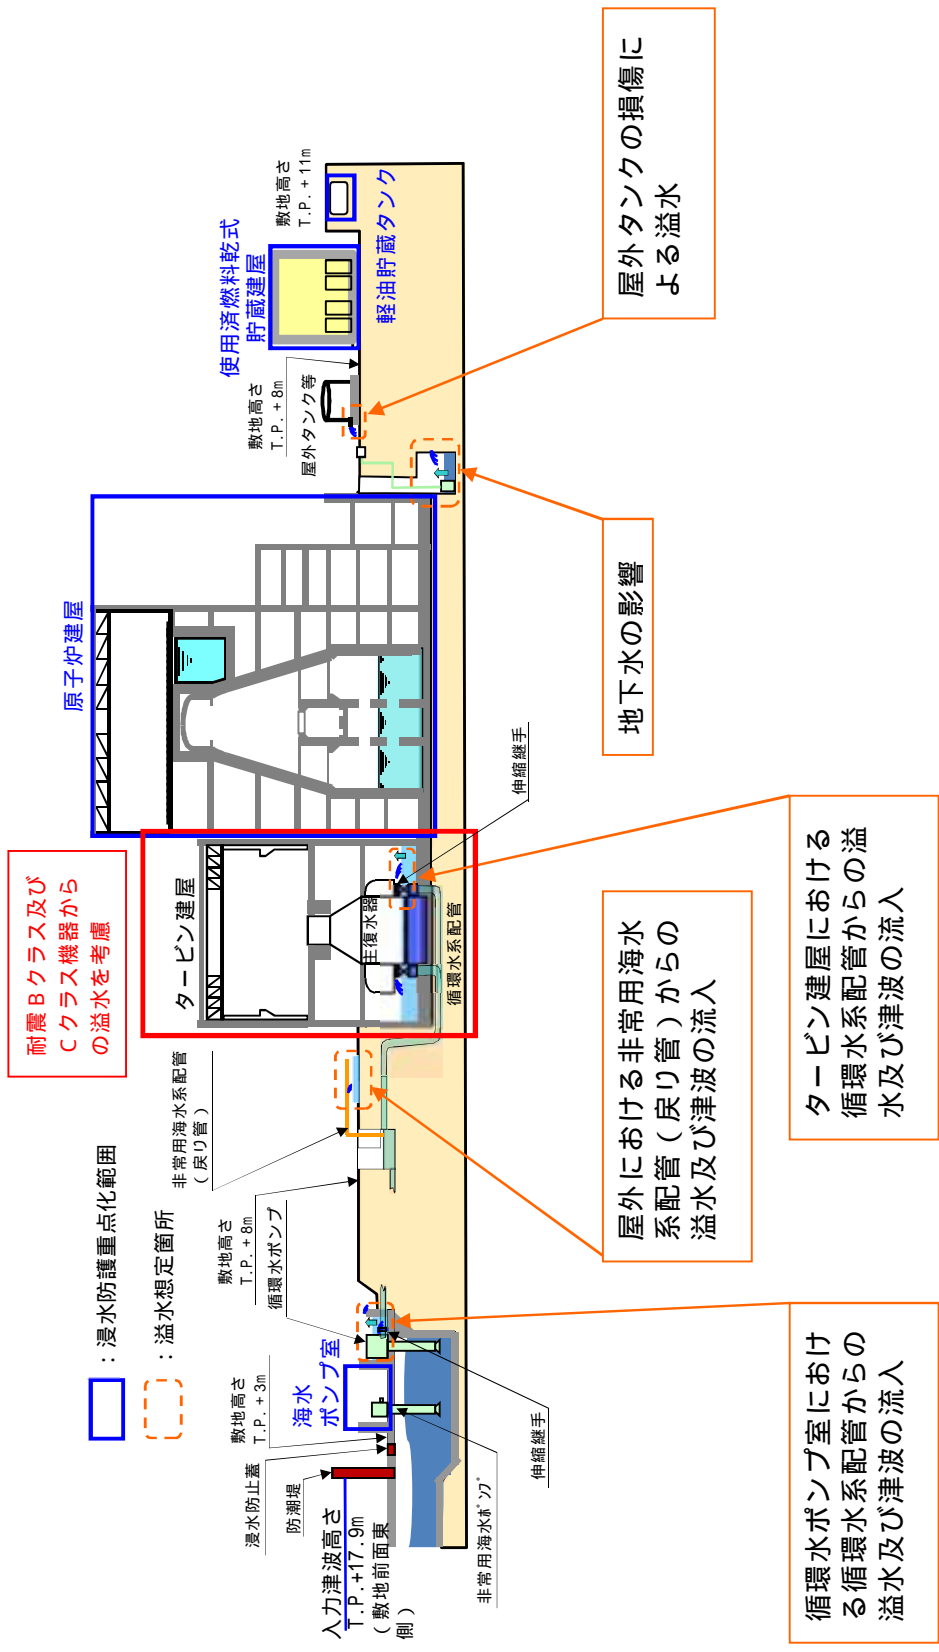 耐震Bクラス及び
Cクラス機器から
の溢水を考慮
：浸水防護重点化範囲
：溢水想定箇所
入力津波高さ
T.P.+17.9m
（敷地前面東
側）
防潮堤
浸水防止蓋
敷地高さ
T.P.+3m
海水
ポンプ室
循環水ポンプ
敷地高さ
T.P.+8m
非常用海水系配管
（戻り管）
タービン建屋
主復水器
循環水系配管
原子炉建屋
屋外タンク等
敷地高さ
T.P.+8m
使用済燃料乾式
貯蔵建屋
敷地高さ
T.P.+11m
軽油貯蔵タンク
非常用海水ﾎﾟﾝﾌﾟ
伸縮継手
伸縮継手
循環水ポンプ室におけ
る循環水系配管からの
溢水及び津波の流入
屋外における非常用海水
系配管（戻り管）からの
溢水及び津波の流入
タービン建屋における
循環水系配管からの溢
水及び津波の流入
地下水の影響
屋外タンクの損傷に
よる溢水